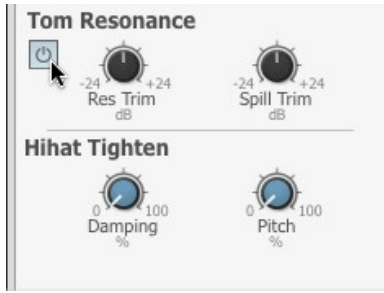 Tom Resonance
-24 +24 -24 +24
Res Trim Spill Trim
dB dB
Hihat Tighten
0 100 0 100
Damping Pitch
% %